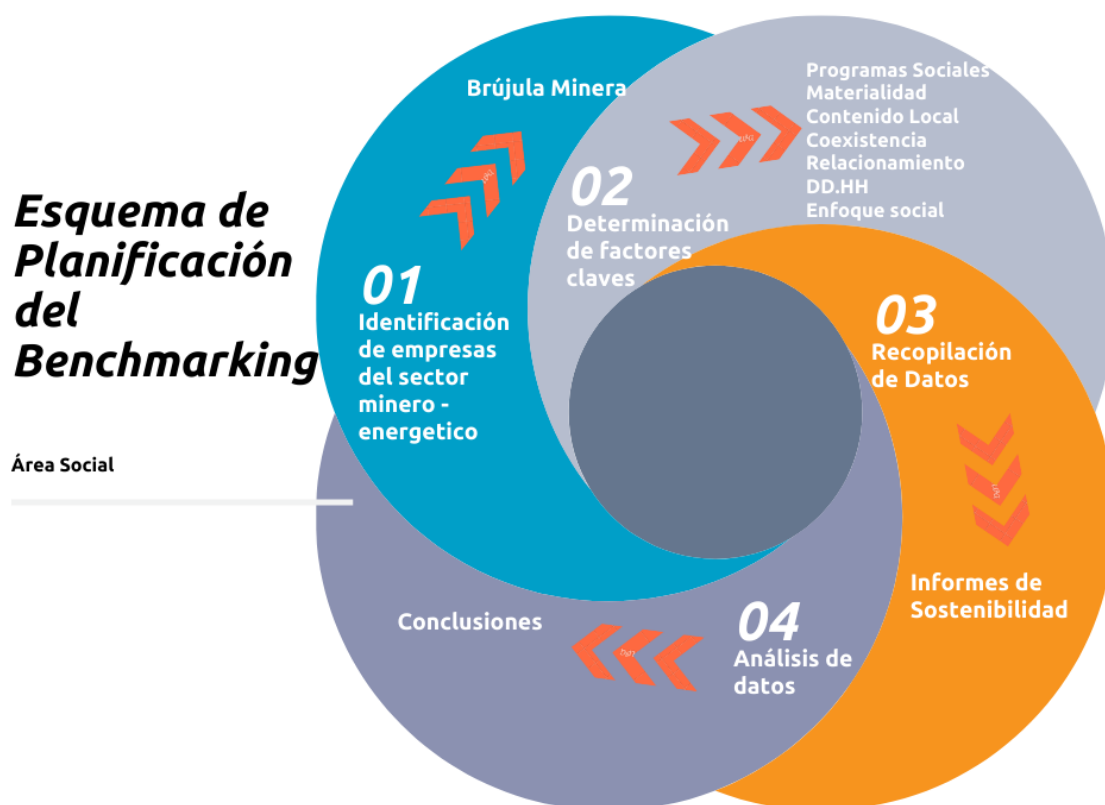 Esquema de
Planificación
del
Benchmarking
Área Social
Brújula Minera
01
Identificación
de empresas
del sector
minero -
energetico
02
Determinación
de factores
claves
Programas Sociales
Materialidad
Contenido Local
Coexistencia
Relacionamiento
DD.HH
Enfoque social
03
Recopilación
de Datos
Informes de
Sostenibilidad
04
Análisis de
datos
Conclusiones